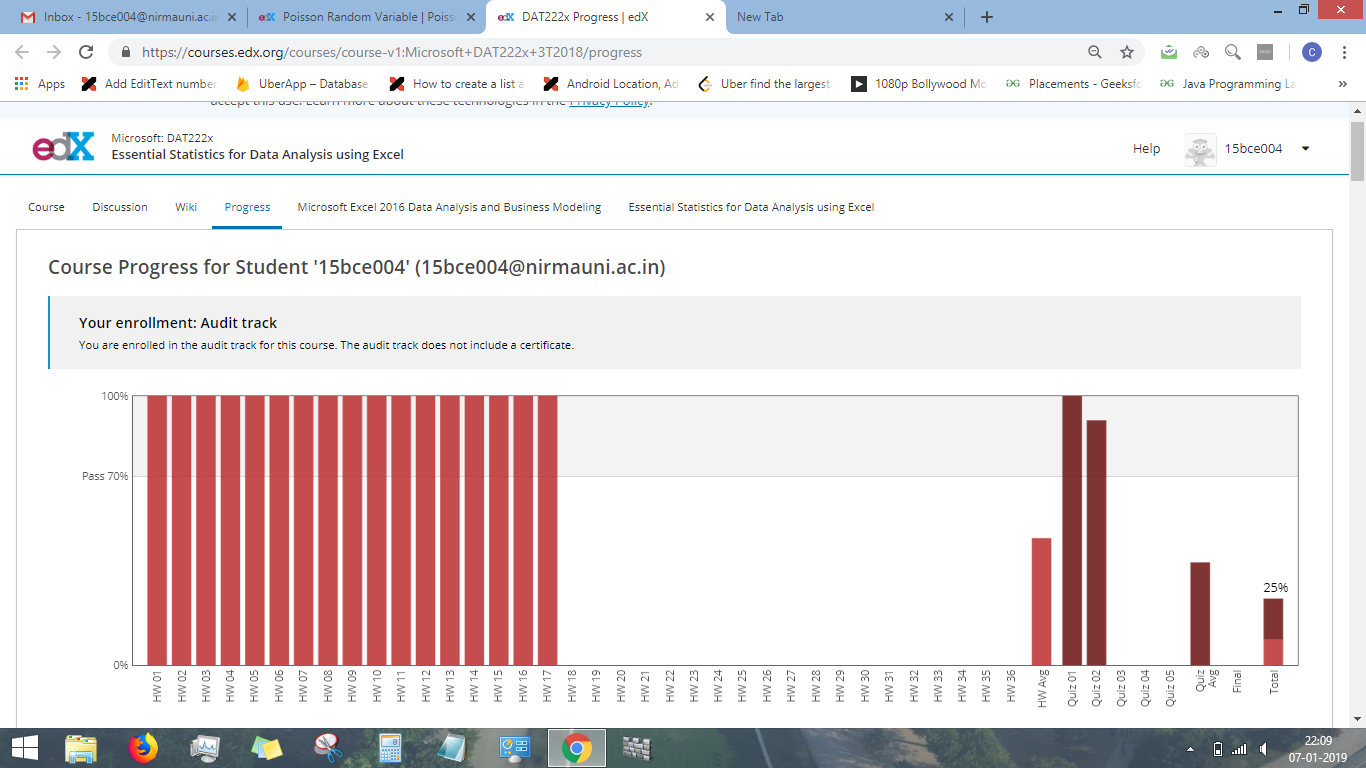 Inbox - 15bce004@nirmauni.ac.i
Poisson Random Variable | Poiss
DAT222x Progress | edX
New Tab
https://courses.edx.org/courses/course-v1:Microsoft+DAT222x+3T2018/progress
C
Apps
Add EditText number
UberApp – Database
How to create a list a
Android Location, Ad
Uber find the largest
1080p Bollywood Mo
Placements - Geeksfo
Java Programming La
»
accept this use. Learn more about these technologies in the Privacy Policy.
edX
Microsoft: DAT222x
Essential Statistics for Data Analysis using Excel
Help
15bce004
Course
Discussion
Wiki
Progress
Microsoft Excel 2016 Data Analysis and Business Modeling
Essential Statistics for Data Analysis using Excel
Course Progress for Student '15bce004' (15bce004@nirmauni.ac.in)
Your enrollment: Audit track
You are enrolled in the audit track for this course. The audit track does not include a certificate.
100%
Pass 70%
0%
25%
HW 01
HW 02
HW 03
HW 04
HW 05
HW 06
HW 07
HW 08
HW 09
HW 10
HW 11
HW 12
HW 13
HW 14
HW 15
HW 16
HW 17
HW 18
HW 19
HW 20
HW 21
HW 22
HW 23
HW 24
HW 25
HW 26
HW 27
HW 28
HW 29
HW 30
HW 31
HW 32
HW 33
HW 34
HW 35
HW 36
HW Avg
Quiz 01
Quiz 02
Quiz 03
Quiz 04
Quiz 05
Quiz
Avg
Final
Total
22:09
07-01-2019